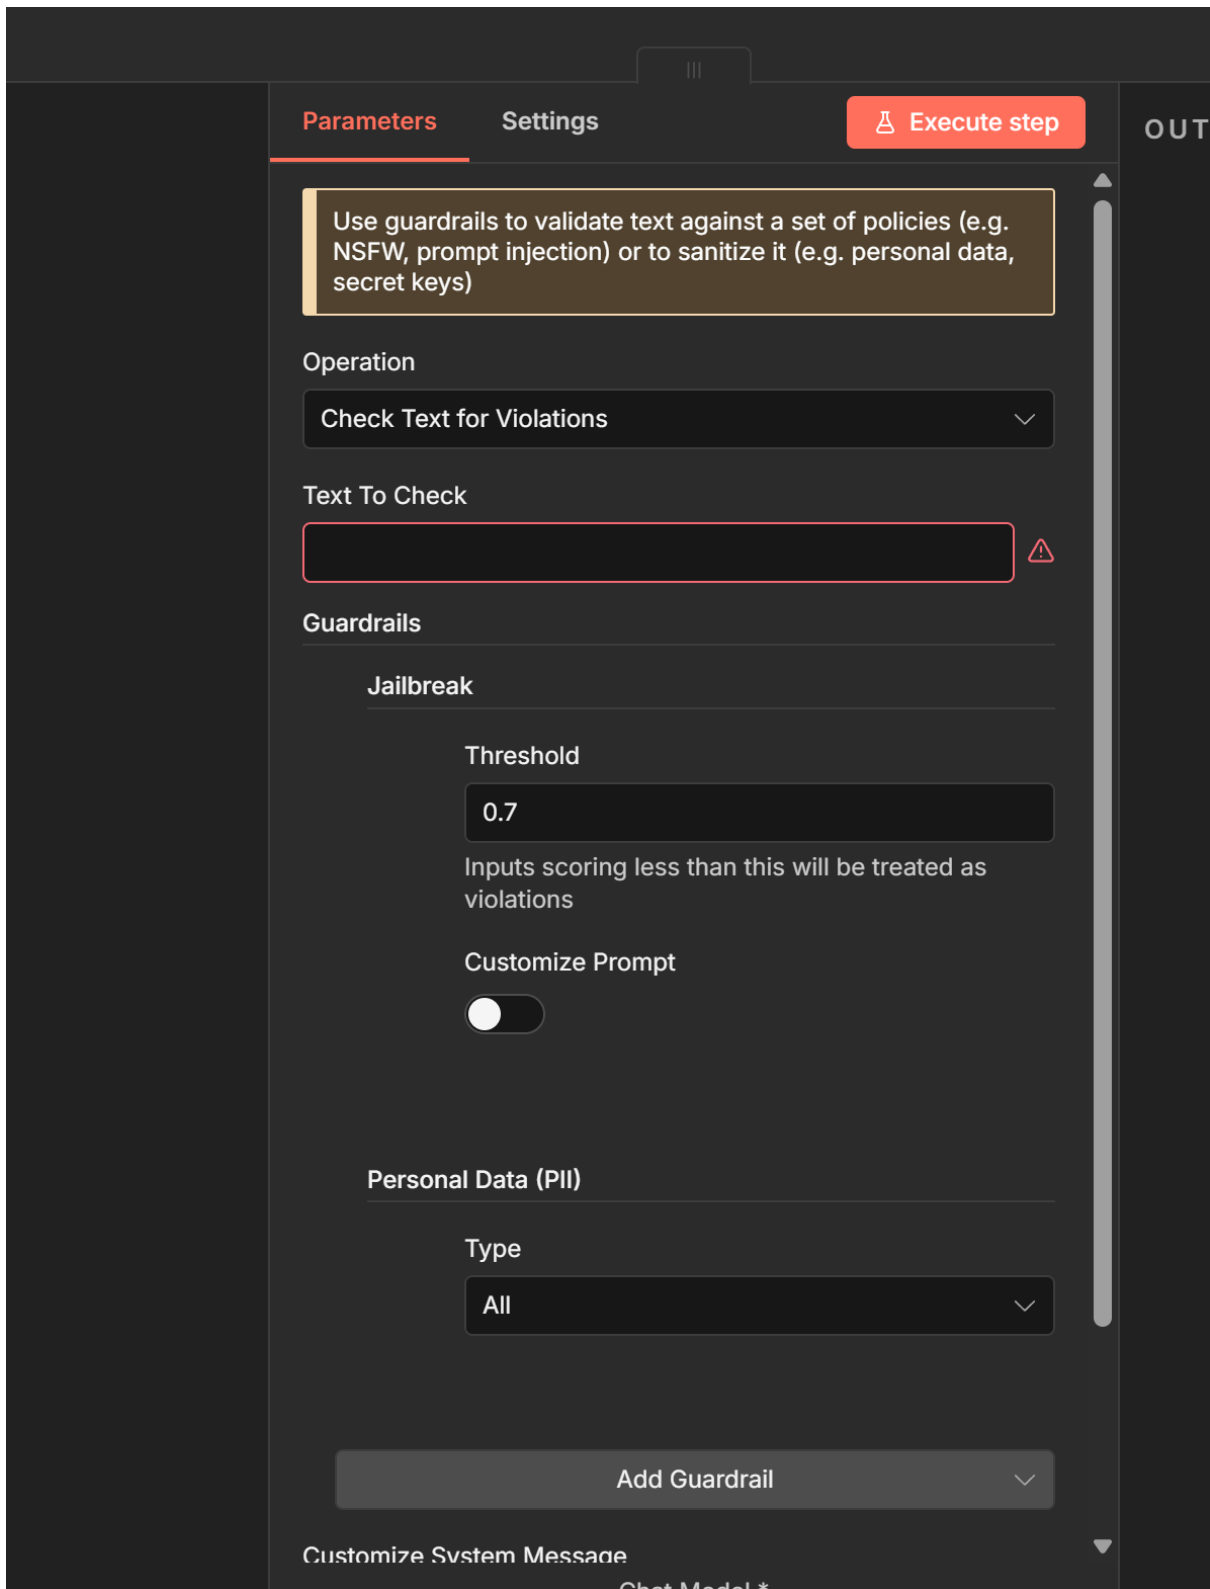 Parameters
Settings
Execute step
OUT
Use guardrails to validate text against a set of policies (e.g.
NSFW, prompt injection) or to sanitize it (e.g. personal data,
secret keys)
Operation
Check Text for Violations
Text To Check
Guardrails
Jailbreak
Threshold
0.7
Inputs scoring less than this will be treated as
violations
Customize Prompt
Personal Data (PII)
Type
All
Add Guardrail
Customize System Message
Chat Model *